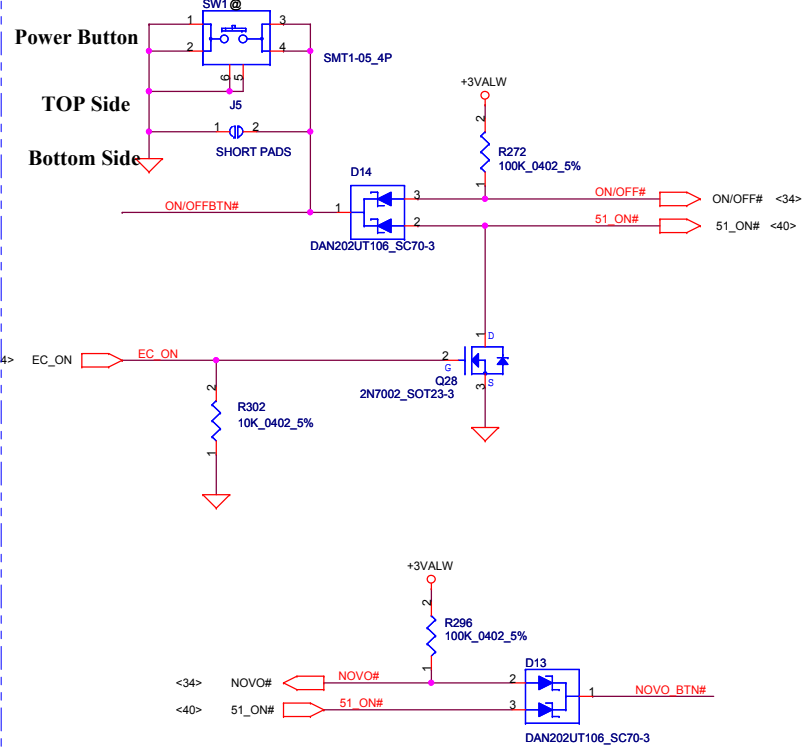 SW1 @
Power Button
1
3
2
4
SMT1-05_4P
6
5
TOP Side
J5
1
2
Bottom Side
SHORT PADS
+3VALW
2
R272
100K_0402_5%
1
D14
ON/OFFBTN#
1
3
ON/OFF#
ON/OFF# <34>
2
51_ON#
51_ON# <40>
DAN202UT106_SC70-3
1
D
4> EC_ON
EC_ON
2
G
Q28
S
3
2N7002_SOT23-3
2
R302
10K_0402_5%
1
+3VALW
2
R296
100K_0402_5%
1
D13
<34> NOVO#
NOVO#
2
1
NOVO_BTN#
<40> 51_ON#
51_ON#
3
DAN202UT106_SC70-3